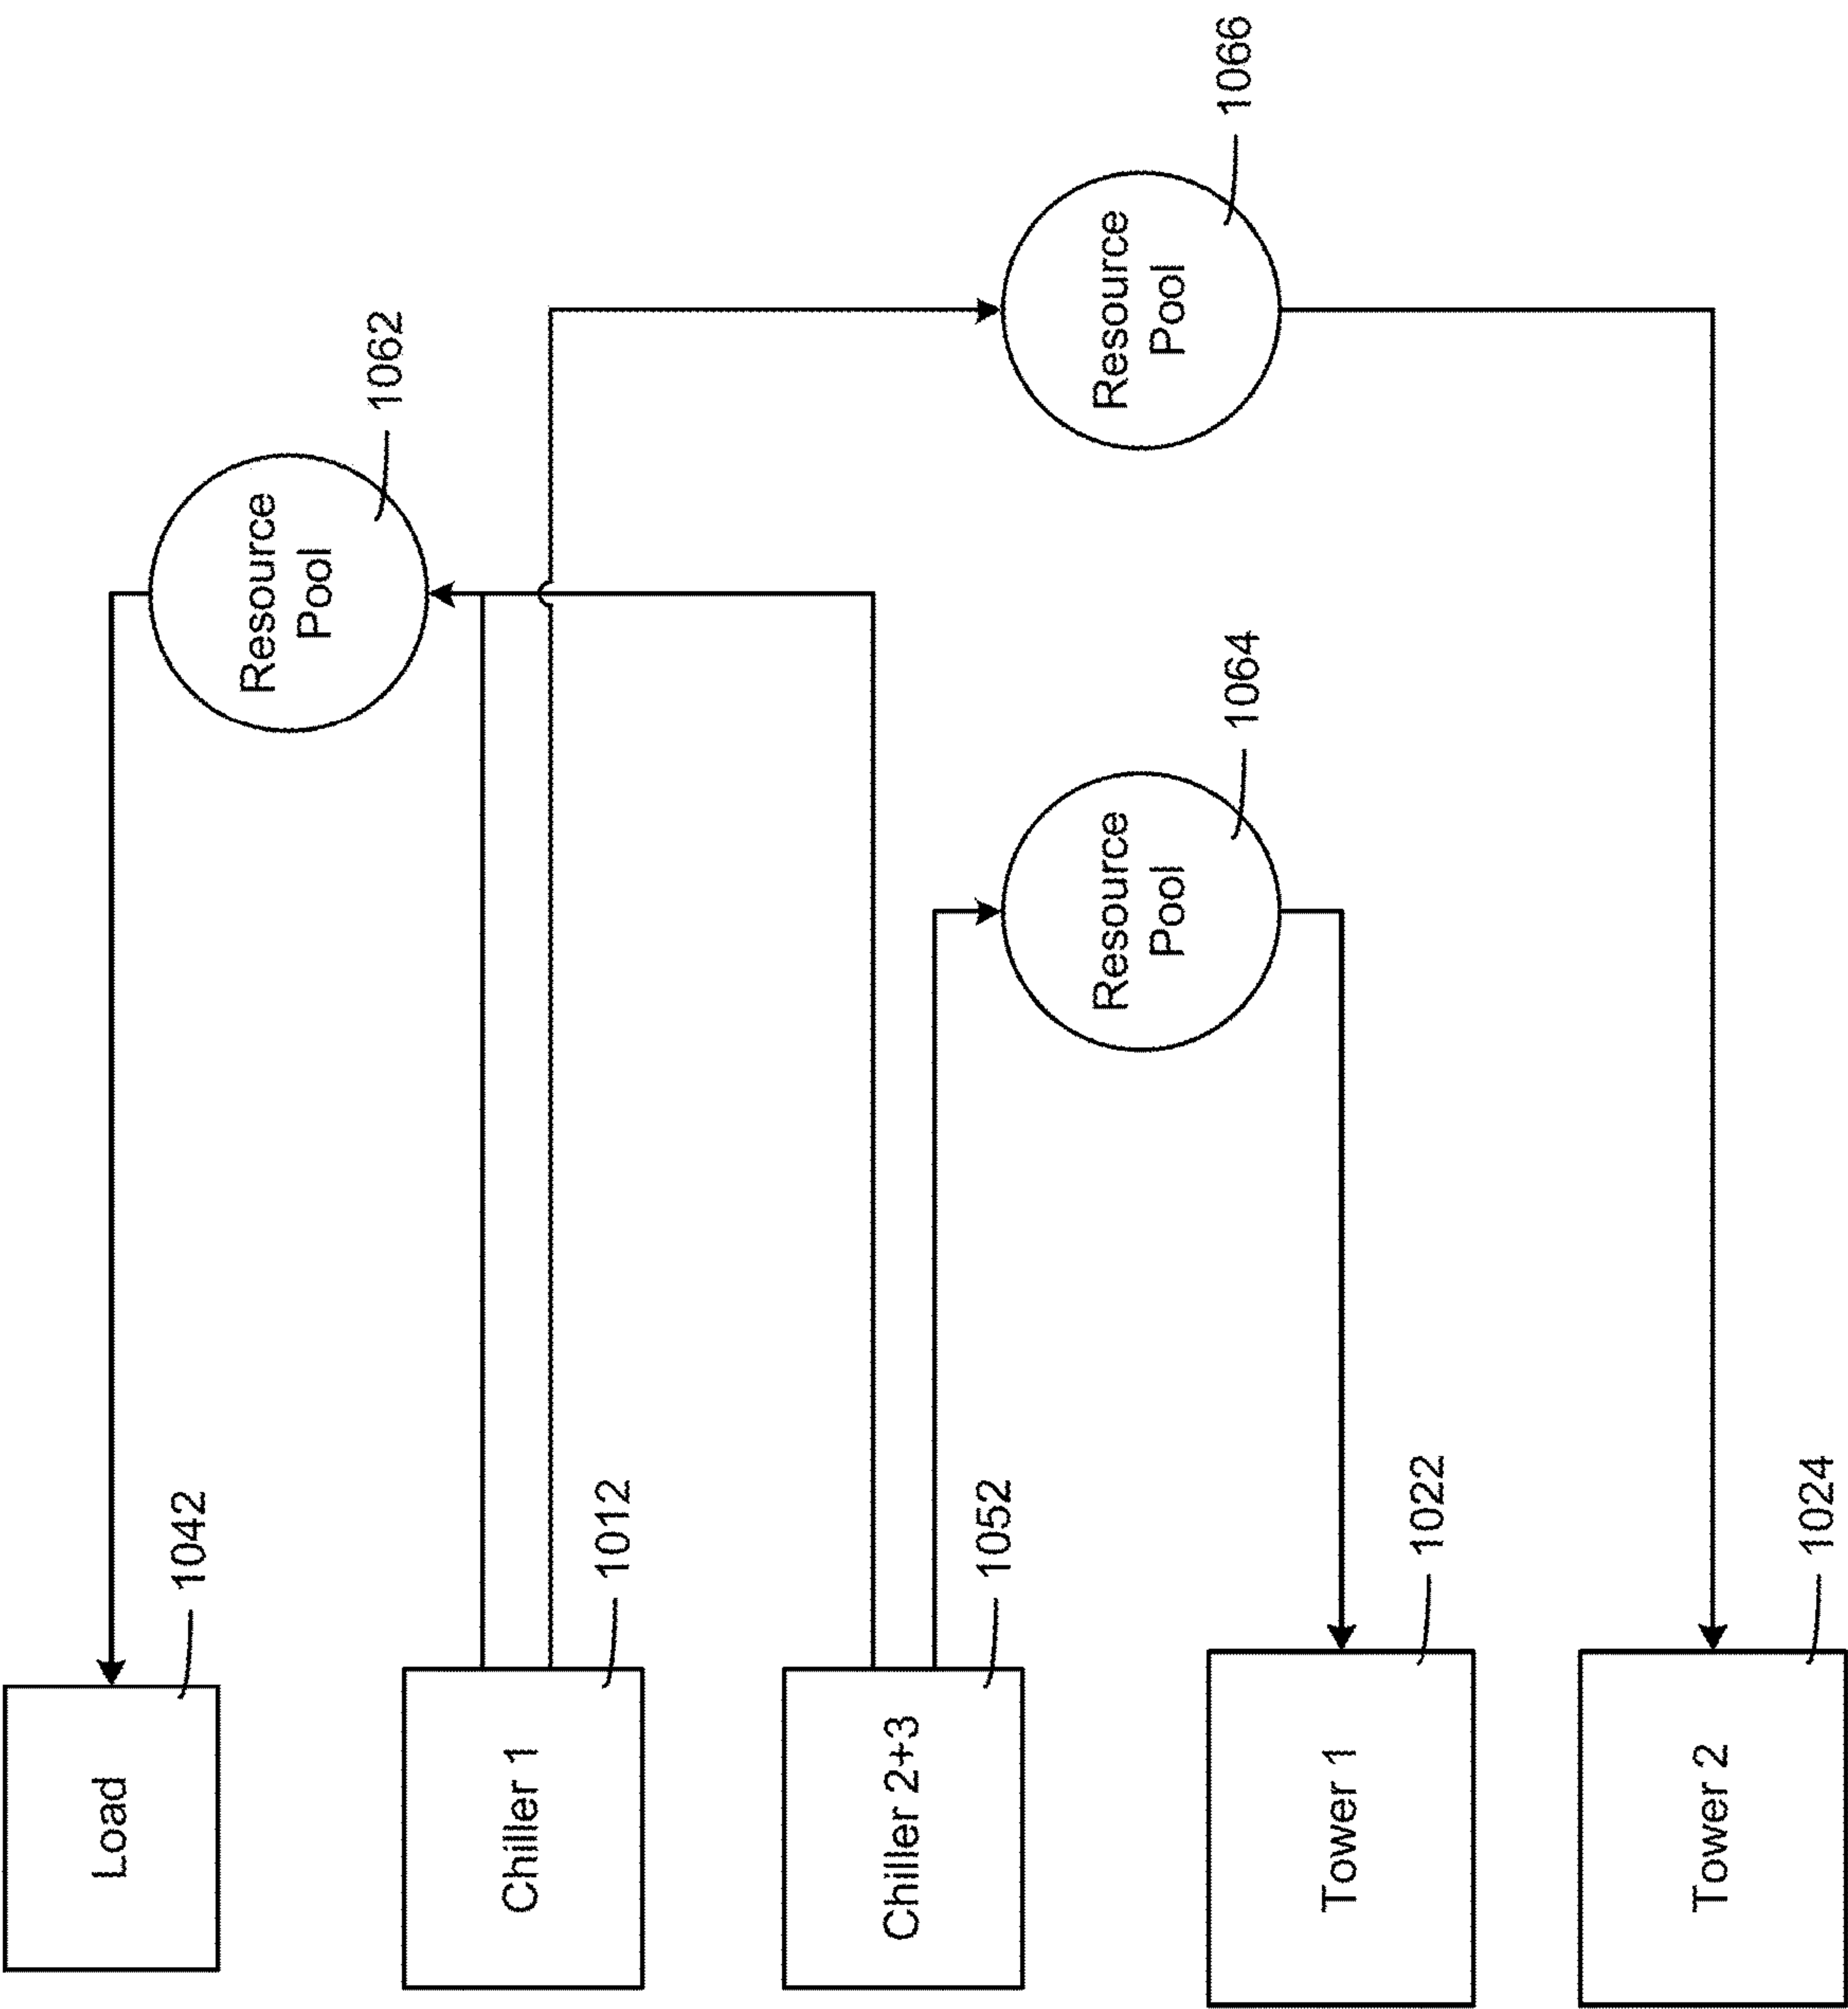 Load
1042
Chiller 1
1012
Chiller 2+3
1052
Tower 1
1022
Tower 2
1024
Resource
Pool
1062
Resource
Pool
1064
Resource
Pool
1066